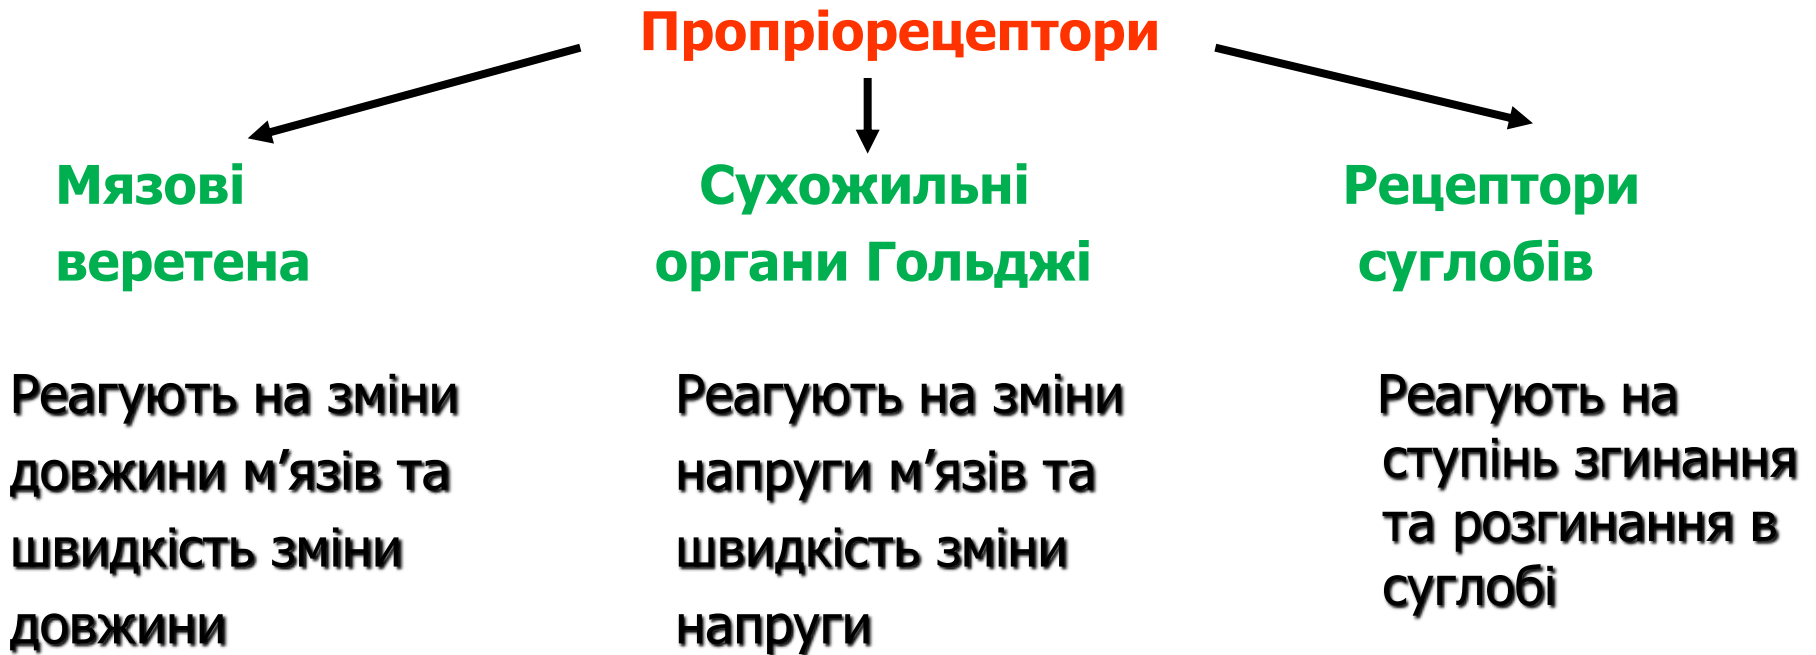 Пропріорецептори
Мязові
веретена
Сухожильні
органи Гольджі
Рецептори
суглобів
Реагують на зміни
довжини м’язів та
швидкість зміни
довжини
Реагують на зміни
напруги м’язів та
швидкість зміни
напруги
Реагують на
ступінь згинання
та розгинання в
суглобі